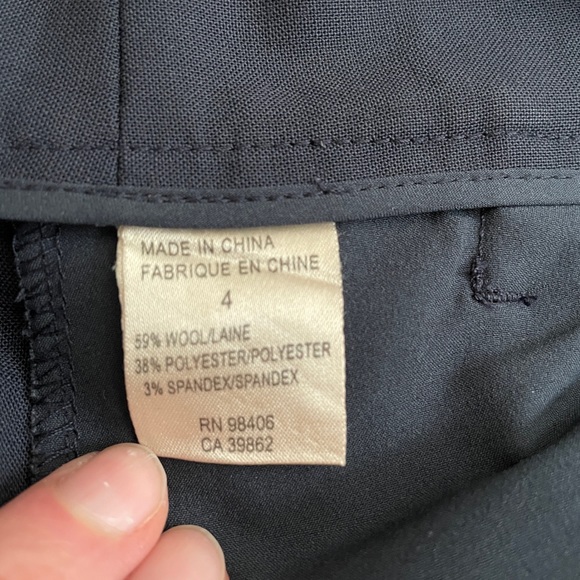 MADE IN CHINA
FABRIQUE EN CHINE
4
59% WOOL/LAINE
38% POLYESTER/POLYESTER
3% SPANDEX/SPANDEX
RN 98406
CA 39862